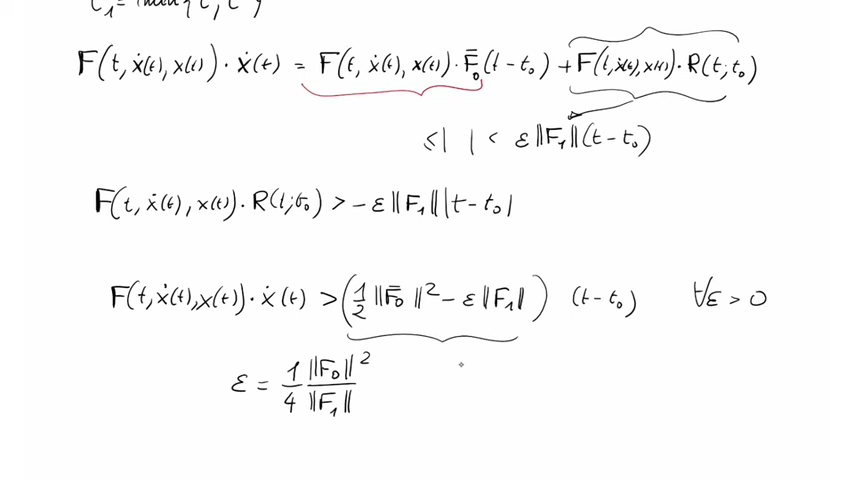 F(t, ẋ(t), x(t)) · ẋ(t) = F(t, ẋ(t), x(t)) · F̄₀ (t - t₀) + F(t, ẋ(t), x(t)) · R(t; t₀)
≤ | | < ε ‖F₁‖ (t - t₀)
F(t, ẋ(t), x(t)) · R(t; t₀) > - ε ‖F₁‖ |t - t₀|
F(t, ẋ(t), x(t)) · ẋ(t) > (1/2 ‖F̄₀‖² - ε ‖F₁‖) (t - t₀) ∀ε > 0
ε = 1/4 ‖F₀‖²/‖F₁‖